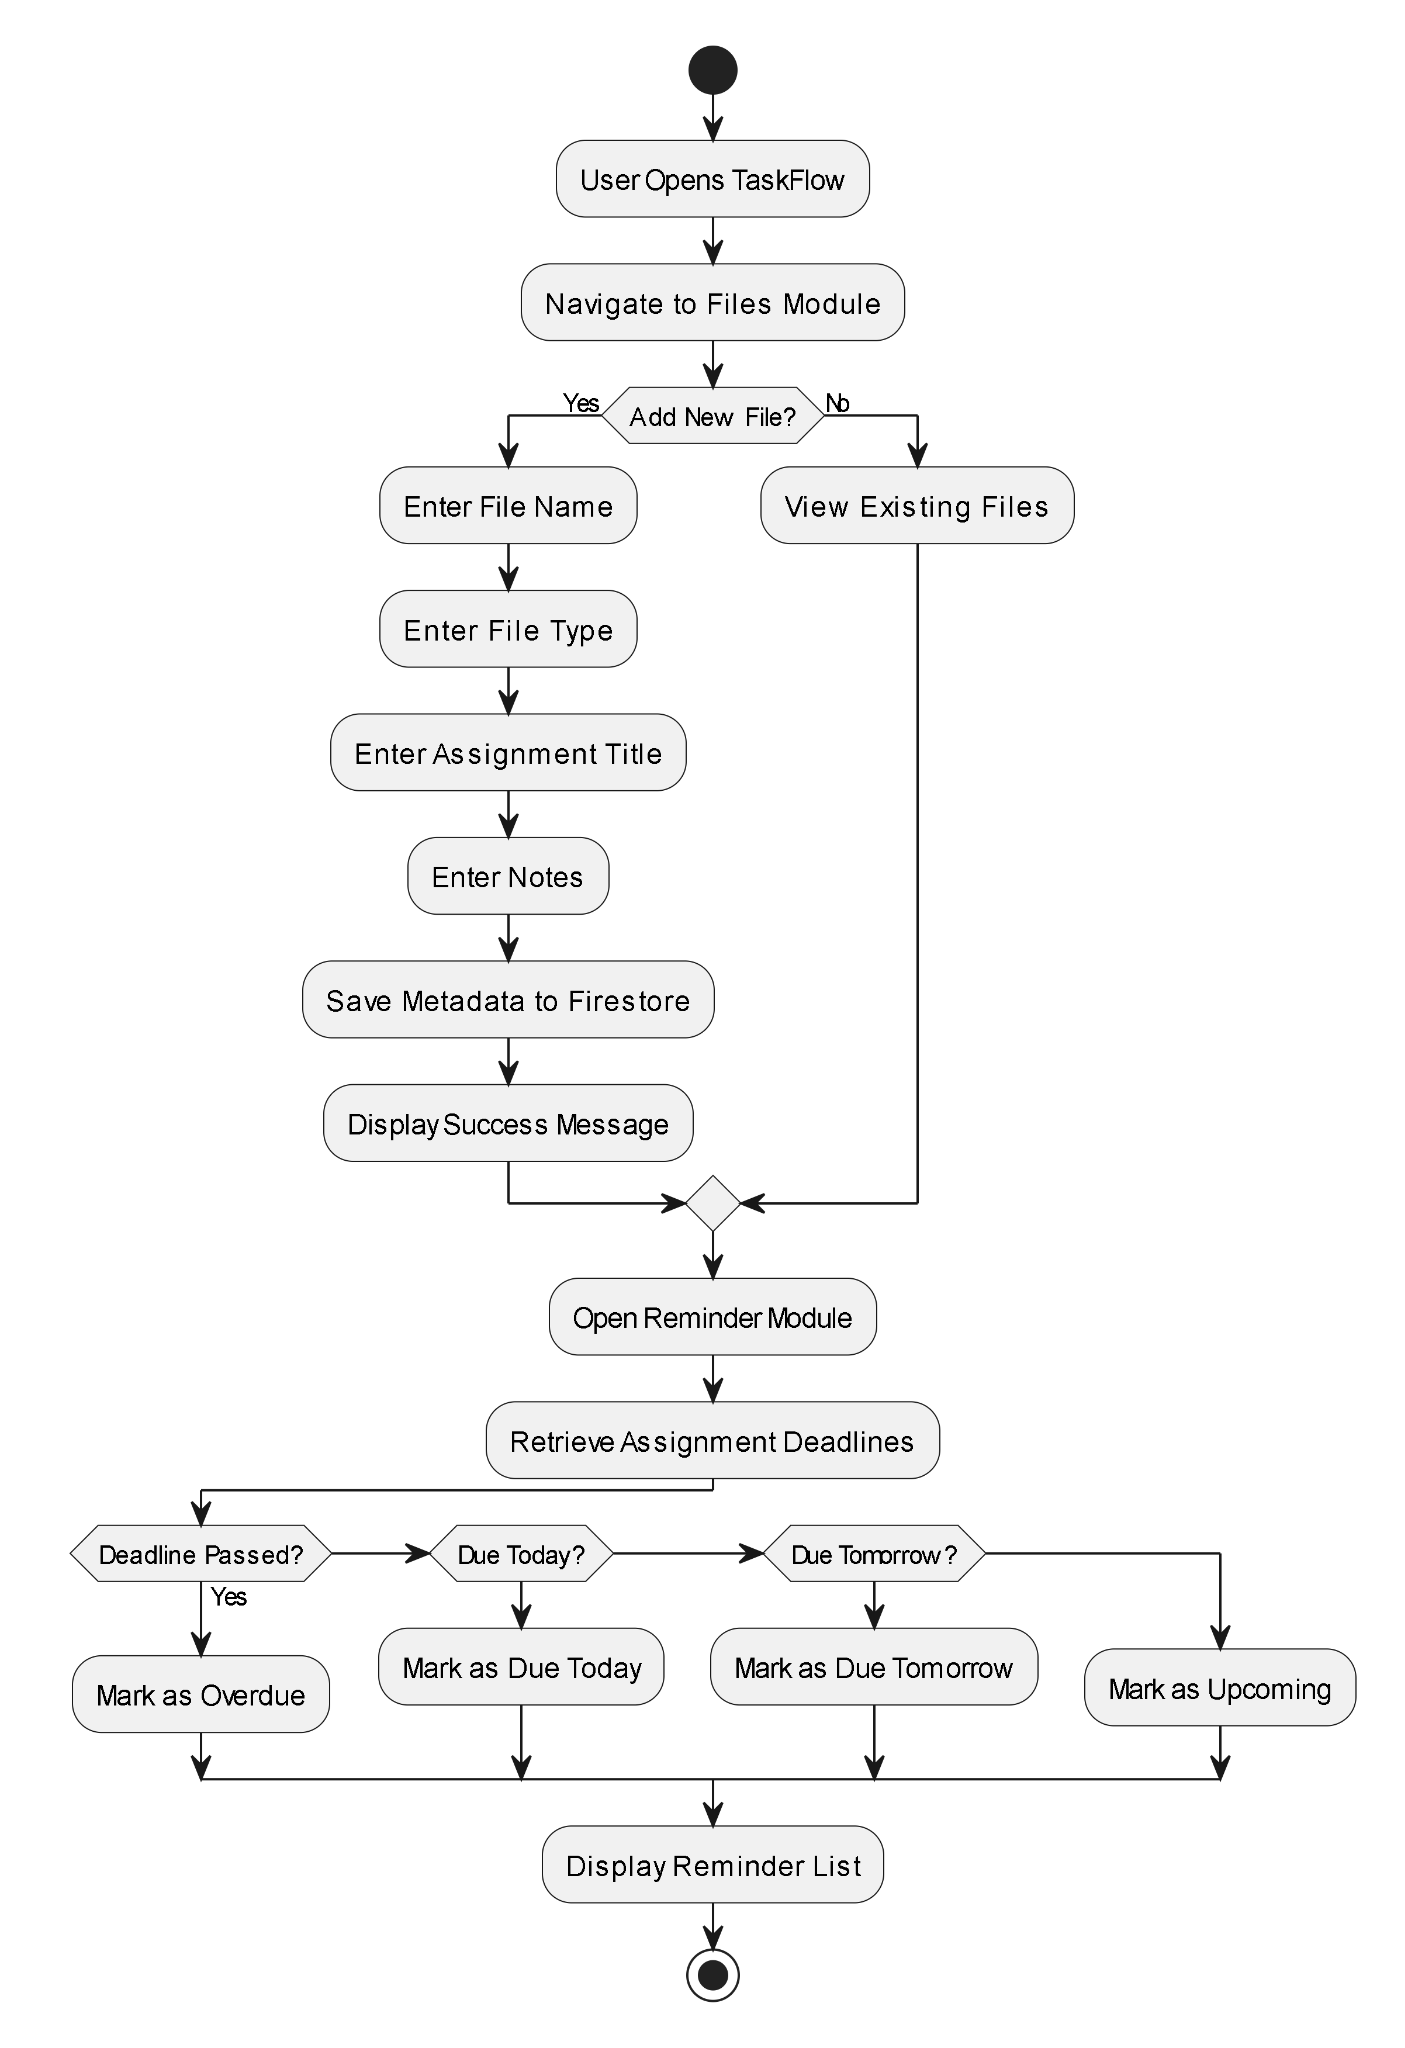 User Opens TaskFlow
Navigate to Files Module
Yes
Add New File?
No
Enter File Name
View Existing Files
Enter File Type
Enter Assignment Title
Enter Notes
Save Metadata to Firestore
Display Success Message
Open Reminder Module
Retrieve Assignment Deadlines
Deadline Passed?
Due Today?
Due Tomorrow?
Yes
Mark as Overdue
Mark as Due Today
Mark as Due Tomorrow
Mark as Upcoming
Display Reminder List